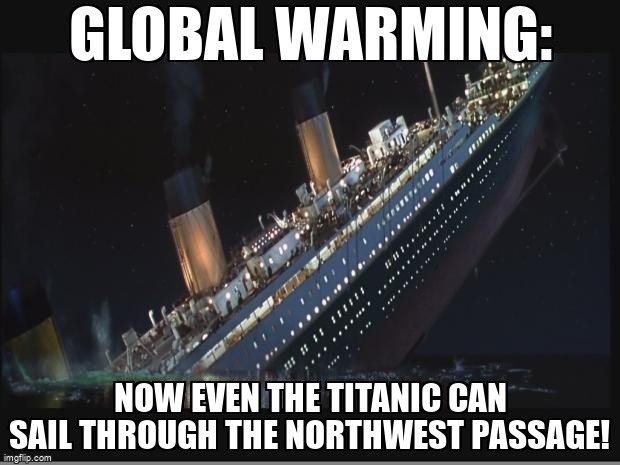 GLOBAL WARMING:
NOW EVEN THE TITANIC CAN
SAIL THROUGH THE NORTHWEST PASSAGE!
imgflip.com